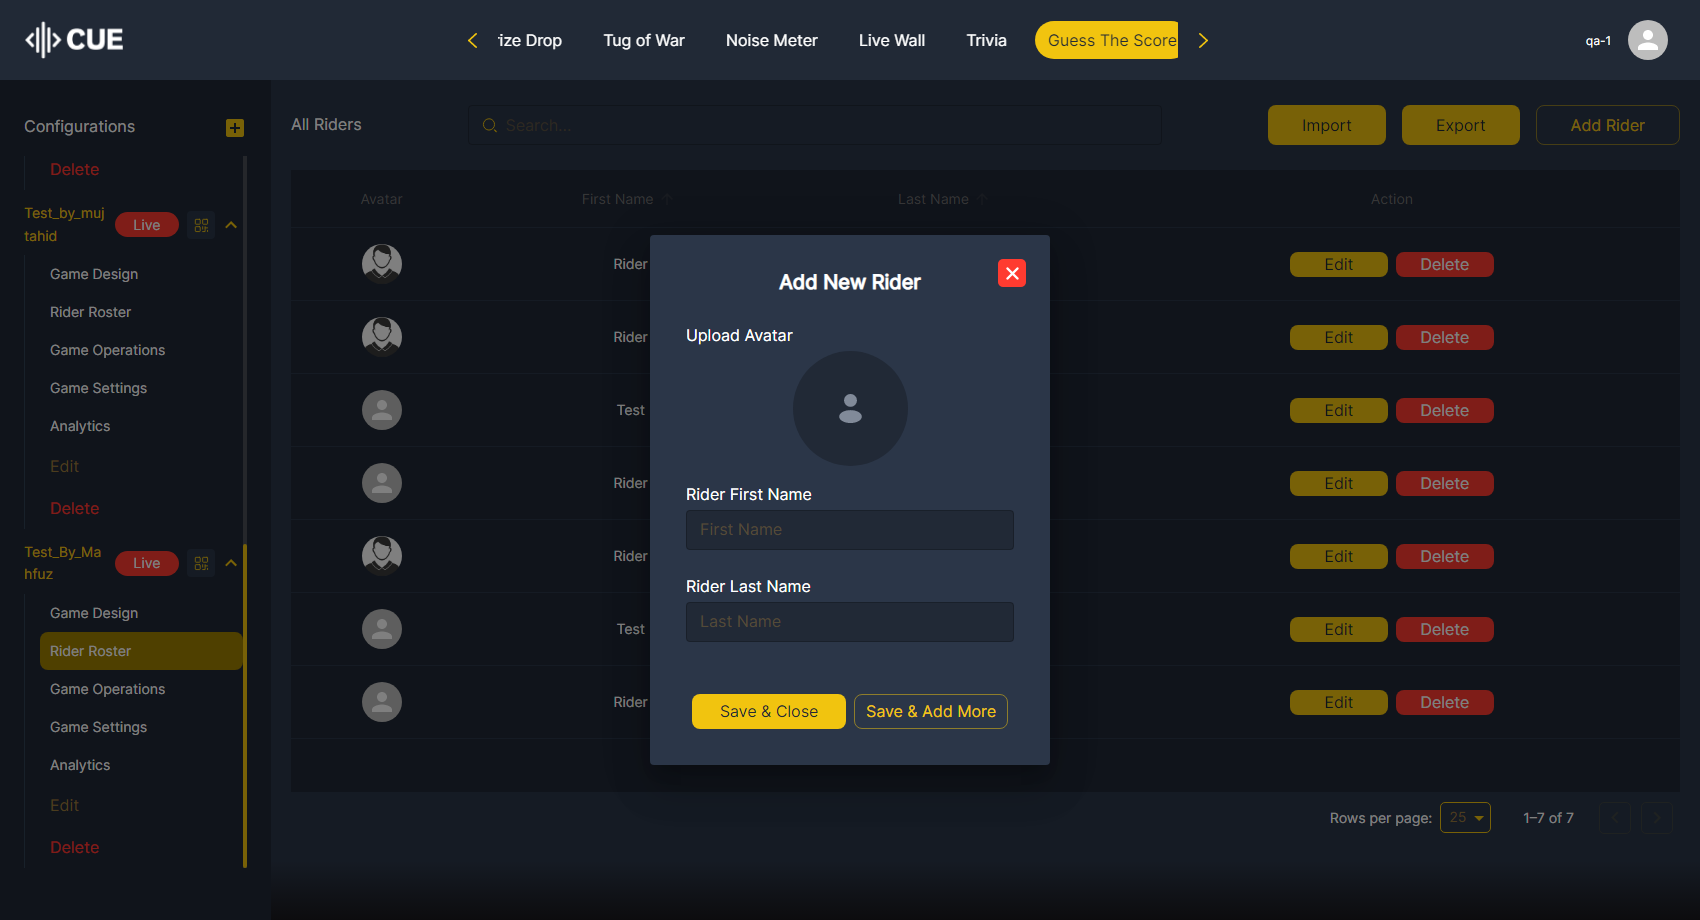 CUE
ize Drop
Tug of War
Noise Meter
Live Wall
Trivia
Guess The Score
qa-1
Configurations
Delete
Test_by_muj
tahid
Live
Game Design
Rider Roster
Game Operations
Game Settings
Analytics
Edit
Delete
Test_By_Ma
hfuz
Live
Game Design
Rider Roster
Game Operations
Game Settings
Analytics
Edit
Delete
All Riders
Search...
Import
Export
Add Rider
Avatar
First Name
Last Name
Action
Rider
Edit
Delete
Rider
Edit
Delete
Test
Edit
Delete
Rider
Edit
Delete
Rider
Edit
Delete
Test
Edit
Delete
Rider
Edit
Delete
Add New Rider
Upload Avatar
Rider First Name
First Name
Rider Last Name
Last Name
Save & Close
Save & Add More
Rows per page:
25
1–7 of 7